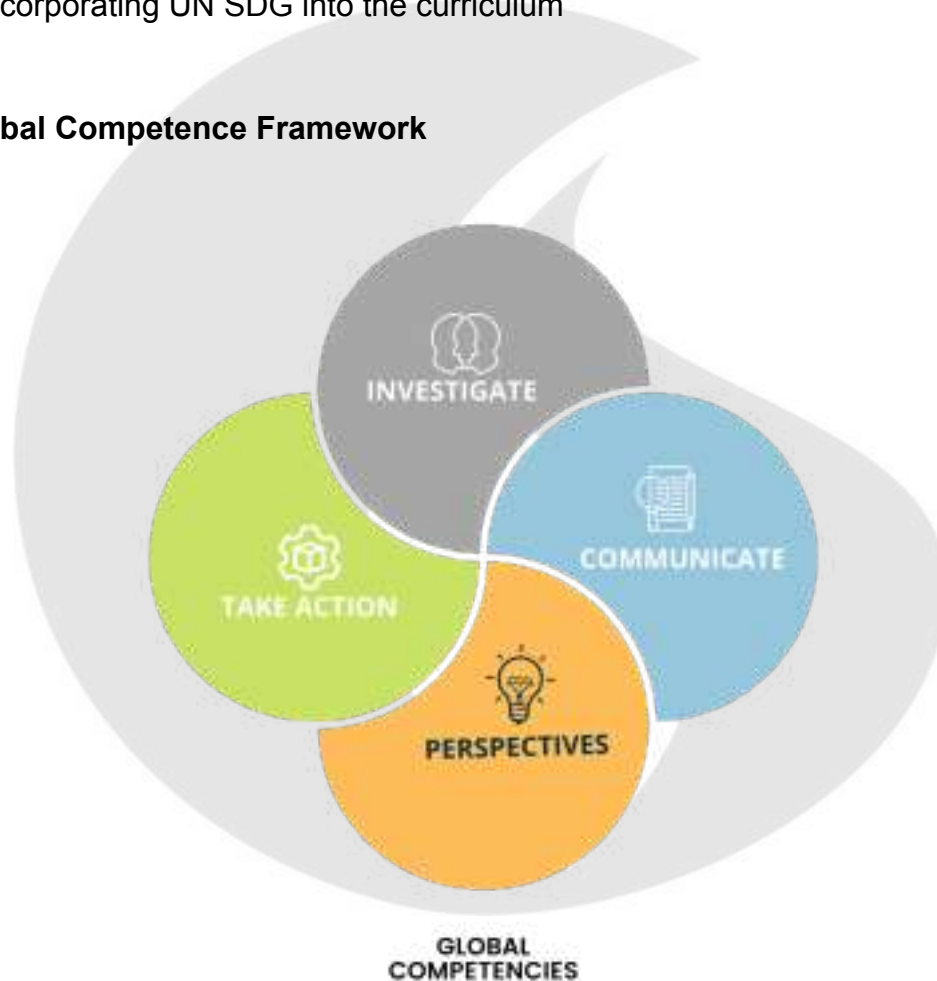 corporating UN SDG into the curriculum
bal Competence Framework
INVESTIGATE
COMMUNICATE
TAKE ACTION
PERSPECTIVES
GLOBAL
COMPETENCIES